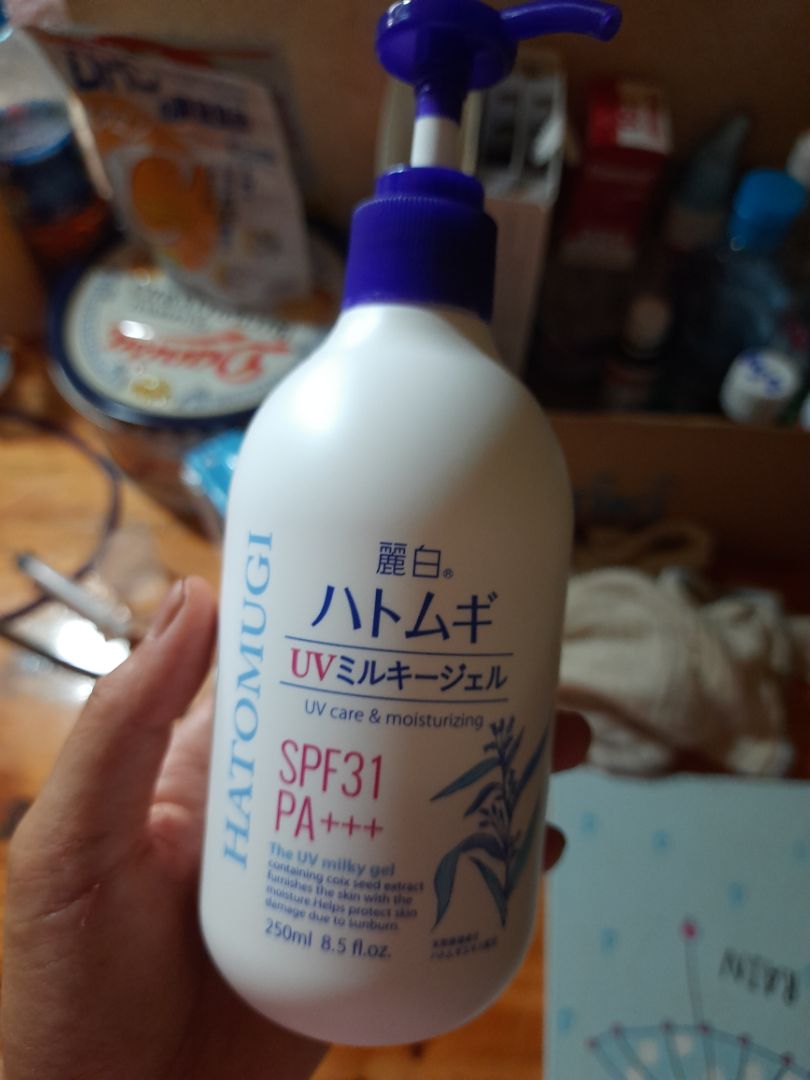 DHC
麗白®
ハトムギ
UVミルキージェル
UV care & moisturizing
HATOMUGI
SPF31
PA+++
The UV milky gel
containing coix seed extract
furnishes the skin with the
moisture.Helps protect skin
damage due to sunburn.
250ml 8.5 fl.oz.
RAIN